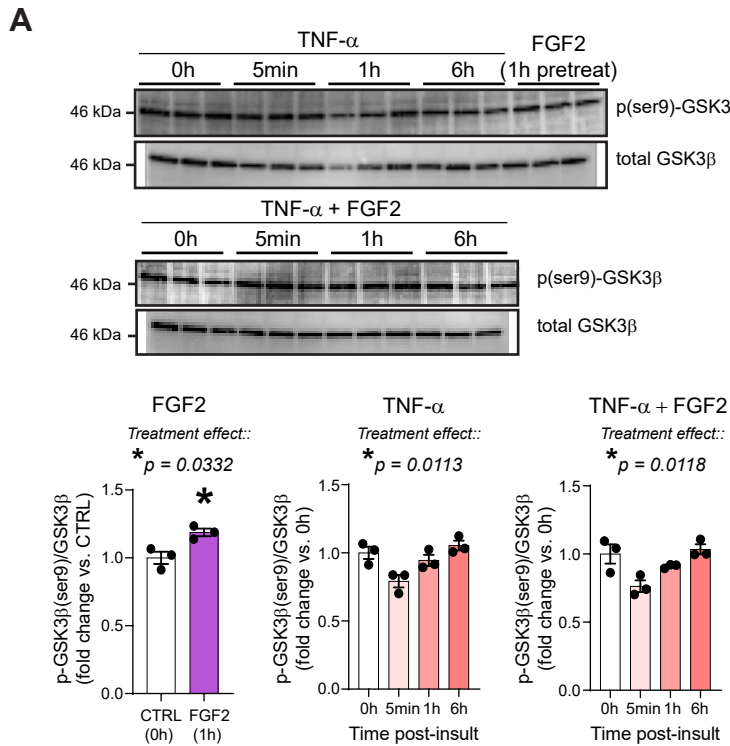 A
TNF-α
FGF2
(1h pretreat)
0h 5min 1h 6h
46 kDa
p(ser9)-GSK3
46 kDa
total GSK3β
TNF-α + FGF2
0h 5min 1h 6h
46 kDa
p(ser9)-GSK3β
46 kDa
total GSK3β
FGF2
Treatment effect::
* p = 0.0332
p-GSK3β(ser9)/GSK3β
(fold change vs. CTRL)
1.5
1.0
0.5
0.0
*
CTRL
(0h)
FGF2
(1h)
TNF-α
Treatment effect::
* p = 0.0113
p-GSK3β(ser9)/GSK3β
(fold change vs. 0h)
1.5
1.0
0.5
0.0
0h 5min 1h 6h
Time post-insult
TNF-α + FGF2
Treatment effect::
* p = 0.0118
p-GSK3β(ser9)/GSK3β
(fold change vs. 0h)
1.5
1.0
0.5
0.0
0h 5min 1h 6h
Time post-insult